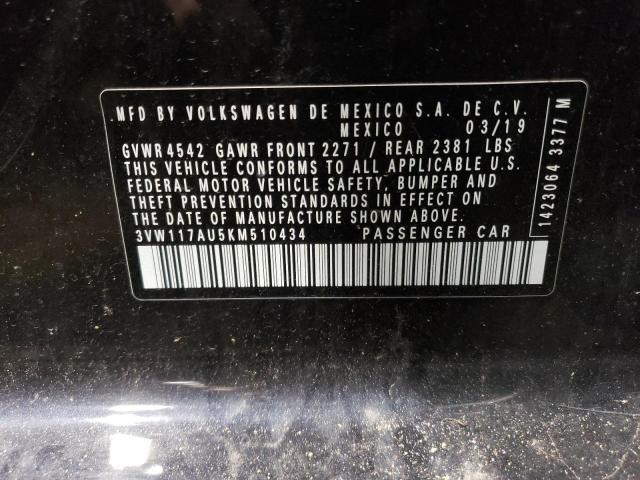 MFD BY VOLKSWAGEN DE MEXICO S.A. DE C.V.
MEXICO 03/19
GVWR 4542 GAWR FRONT 2271 / REAR 2381 LBS
THIS VEHICLE CONFORMS TO ALL APPLICABLE U.S.
FEDERAL MOTOR VEHICLE SAFETY, BUMPER AND
THEFT PREVENTION STANDARDS IN EFFECT ON
THE DATE OF MANUFACTURE SHOWN ABOVE.
3VW117AU5KM510434 PASSENGER CAR
1423084 3377 M